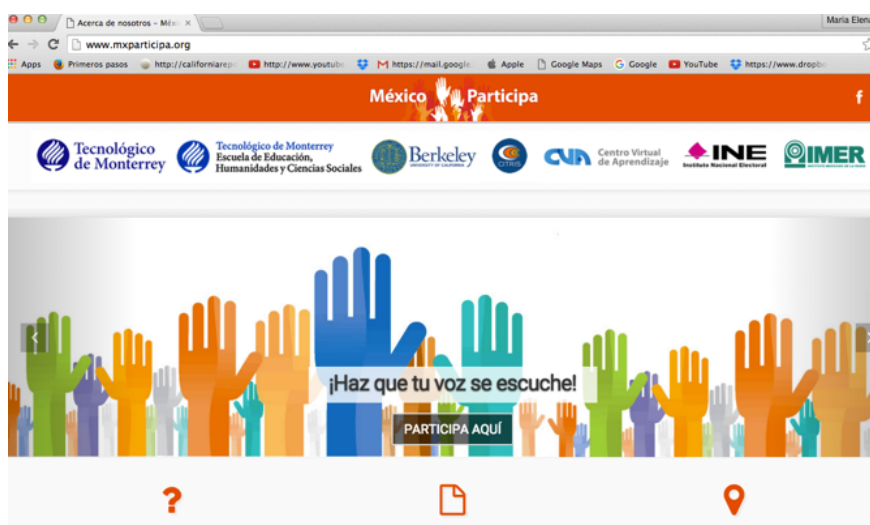 Acerca de nosotros – Méxi
María Elena
www.mxparticipa.org
Apps Primeros pasos http://californiarep http://www.youtube https://mail.google. Apple Google Maps Google YouTube https://www.dropbo
México Participa
f
Tecnológico
de Monterrey
Tecnológico de Monterrey
Escuela de Educación,
Humanidades y Ciencias Sociales
Berkeley
UNIVERSITY OF CALIFORNIA
CITRIS
CVA
Centro Virtual
de Aprendizaje
INE
Instituto Nacional Electoral
IMER
¡Haz que tu voz se escuche!
PARTICIPA AQUÍ
?